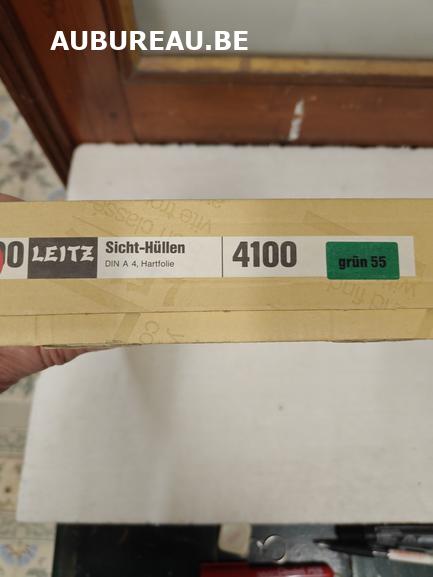 AUBUREAU.BE
00 LEITZ Sicht-Hüllen 4100 grün 55
DIN A 4, Hartfolie